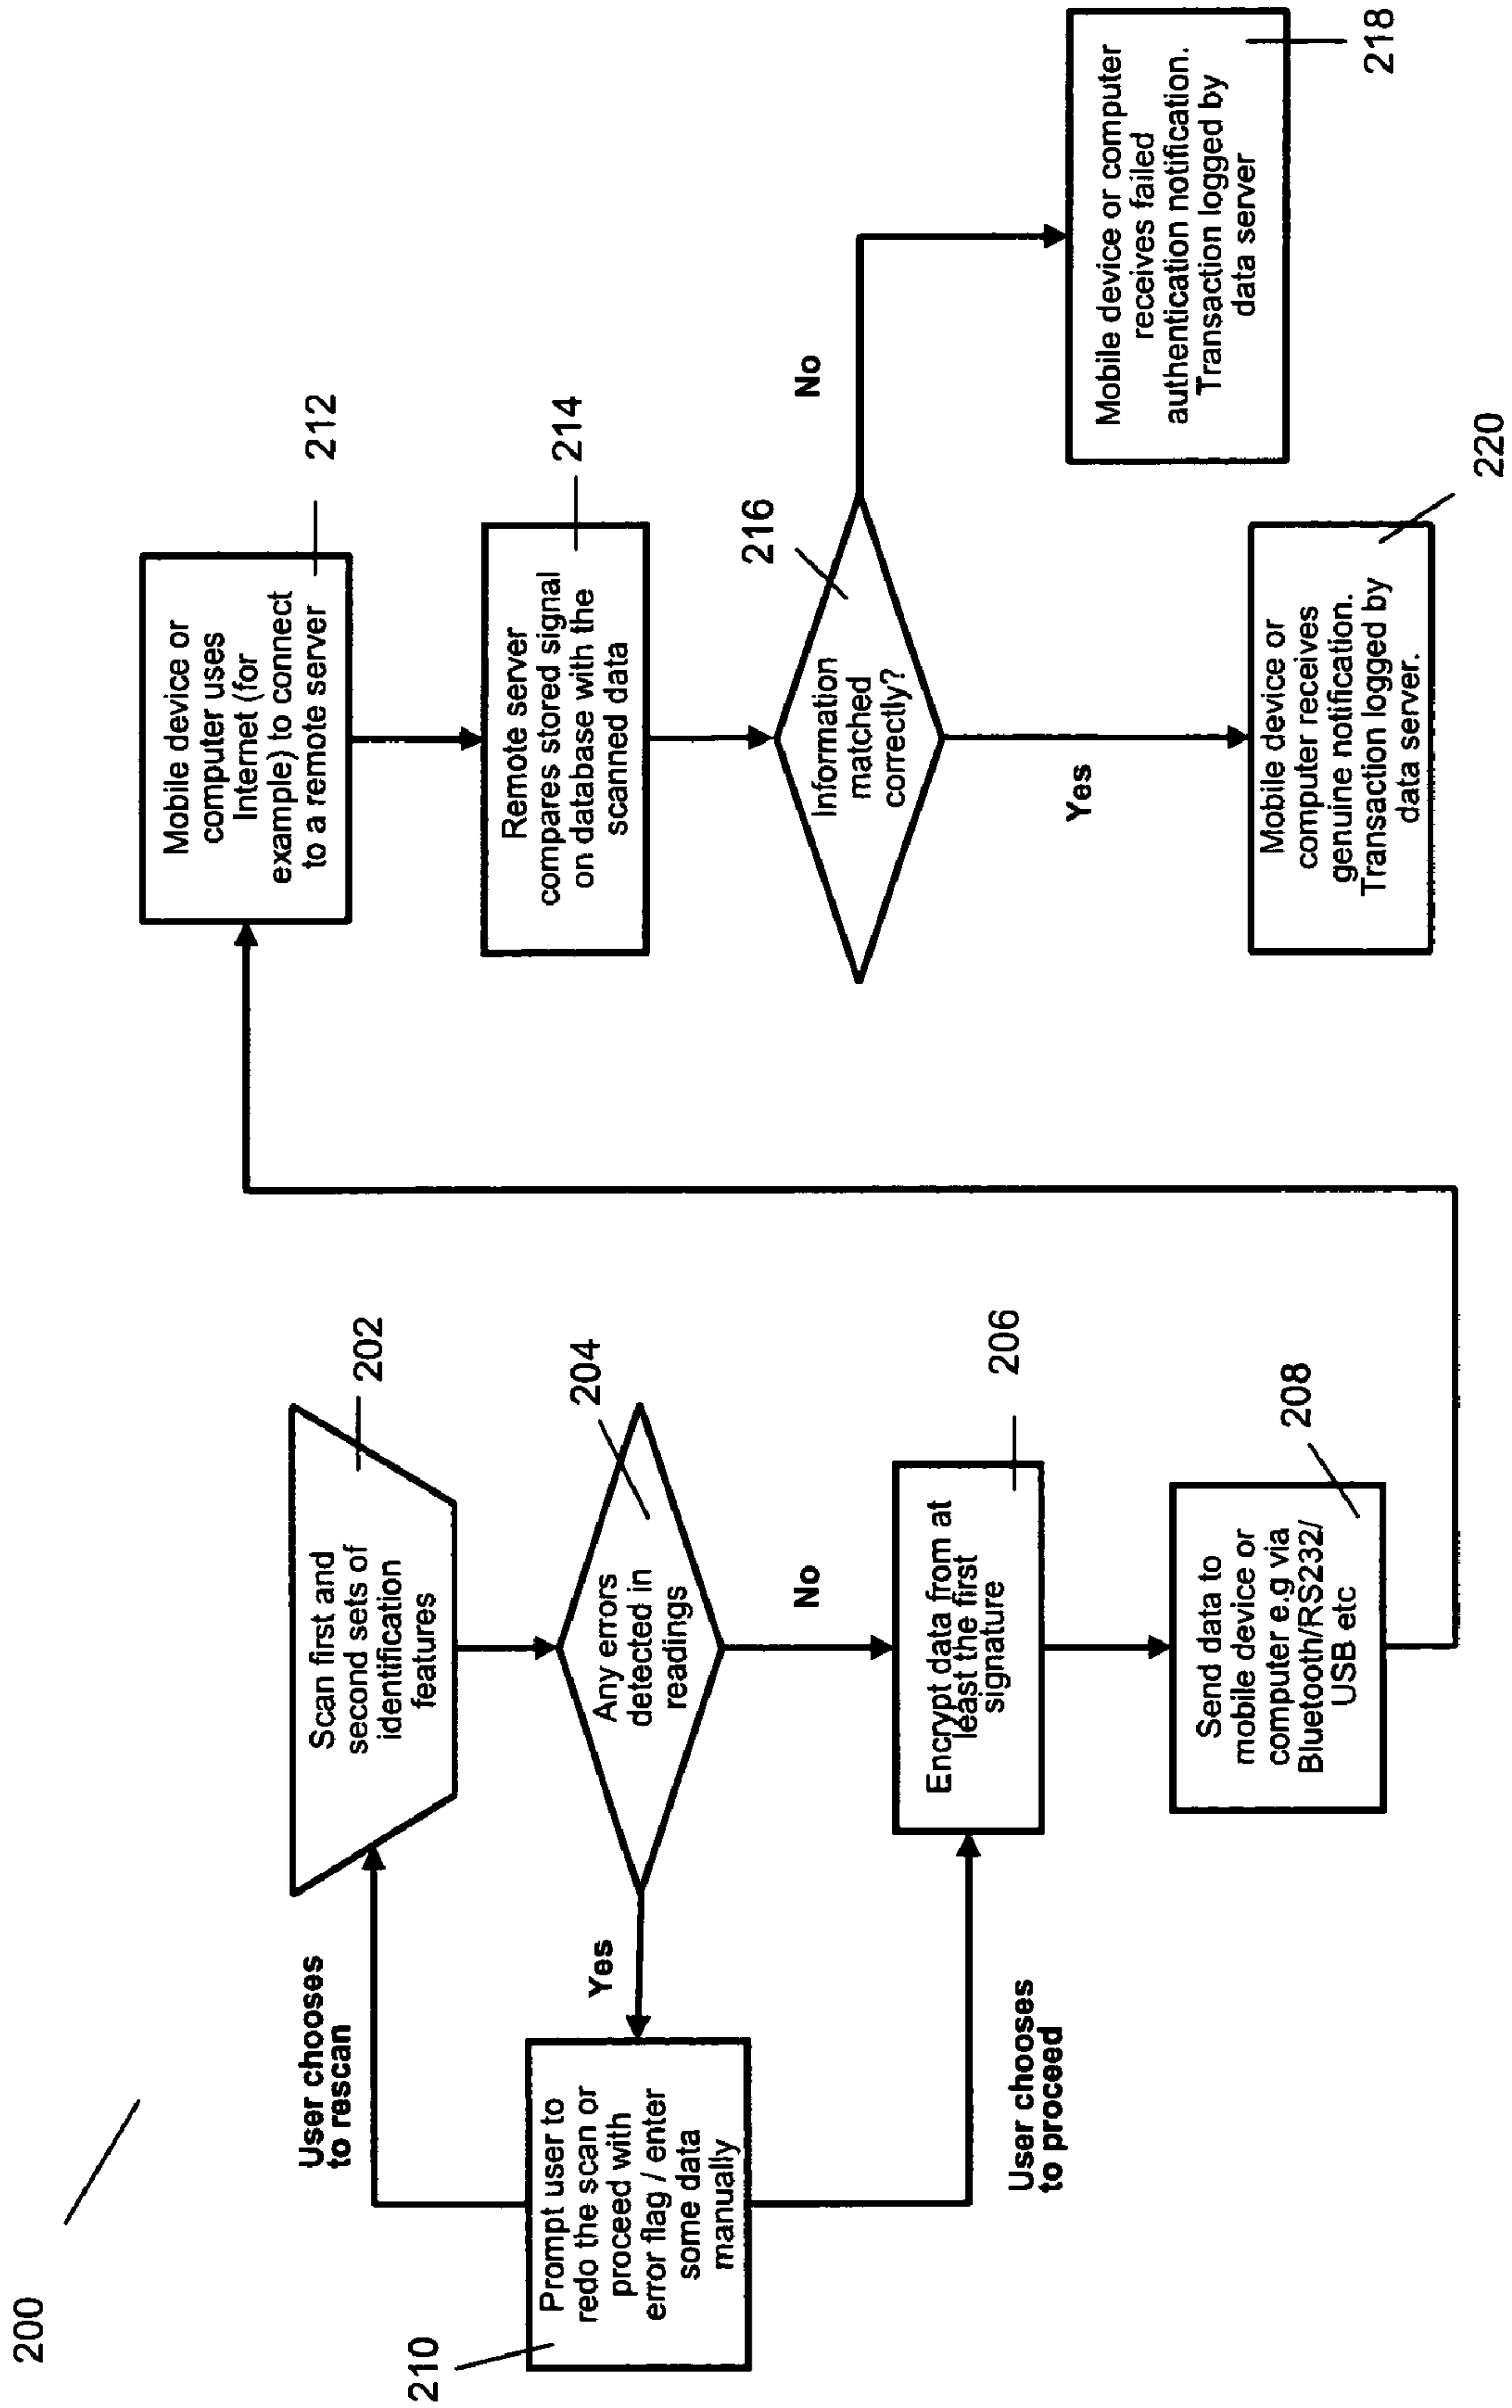 200
Scan first and
second sets of
identification
features
202
User chooses
to rescan
Any errors
detected in
readings
204
Yes
Prompt user to
redo the scan or
proceed with
error flag / enter
some data
manually
210
No
User chooses
to proceed
Encrypt data from at
least the first
signature
206
Send data to
mobile device or
computer e.g via
Bluetooth/RS232/
USB etc
208
Mobile device or
computer uses
Internet (for
example) to connect
to a remote server
212
Remote server
compares stored signal
on database with the
scanned data
214
Information
matched
correctly?
216
No
Mobile device or computer
receives failed
authentication notification.
Transaction logged by
data server
218
Yes
Mobile device or
computer receives
genuine notification.
Transaction logged by
data server.
220